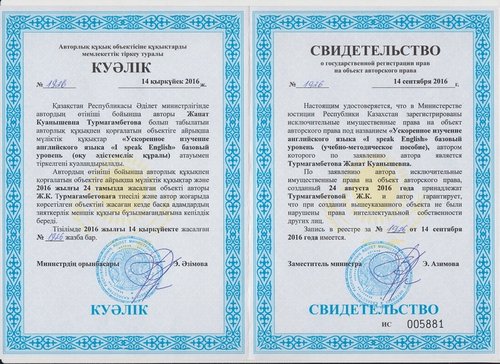 Авторлық құқық объектісіне құқықтарды
мемлекеттік тіркеу туралы
КУӘЛІК
№ 1926
14 қыркүйек 2016 ж.
Қазақстан Республикасы Әділет министрлігінде
автордың өтініші бойынша авторы Жанат
Куанышевна Турмагамбетова болып табылатын
авторлық құқықпен қорғалатын объектіге айрықша
мүліктік құқықтар «Ускоренное изучение
английского языка «I speak English» базовый
уровень (оқу әдістемелік құралы) атауымен
тіркелгені куәландырылады.
Автордың өтініші бойынша авторлық құқықпен
қорғалатын объектіге айрықша мүліктік құқықтар және
2016 жылғы 24 тамызда жасалған объекті авторы
Ж.К. Турмагамбетоваға тиесілі және автор жоғарыда
көрсетілген объектіні жасаған кезде басқа адамдардың
зияткерлік меншік құқығы бұзылмағандығына кепілдік
береді.
Тізілімде 2016 жылғы 14 қыркүйекте жасалған
№ 1926 жазба бар.
Министрдің орынбасары
Э. Әзімова
КУӘЛІК
СВИДЕТЕЛЬСТВО
о государственной регистрации прав
на объект авторского права
№ 1926
14 сентября 2016 г.
Настоящим удостоверяется, что в Министерстве
юстиции Республики Казахстан зарегистрированы
исключительные имущественные права на объект
авторского права под названием «Ускоренное изучение
английского языка «I speak English» базовый
уровень (учебно-методическое пособие), автором
которого по заявлению автора является
Турмагамбетова Жанат Куанышевна.
По заявлению автора исключительные
имущественные права на объект авторского права,
созданный 24 августа 2016 года принадлежат
Турмагамбетовой Ж.К. и автор гарантирует,
что при создании вышеуказанного объекта не были
нарушены права интеллектуальной собственности
других лиц.
Запись в реестре за № 1926 от 14 сентября
2016 года имеется.
Заместитель министра
Э. Азимова
СВИДЕТЕЛЬСТВО
ИС 005881